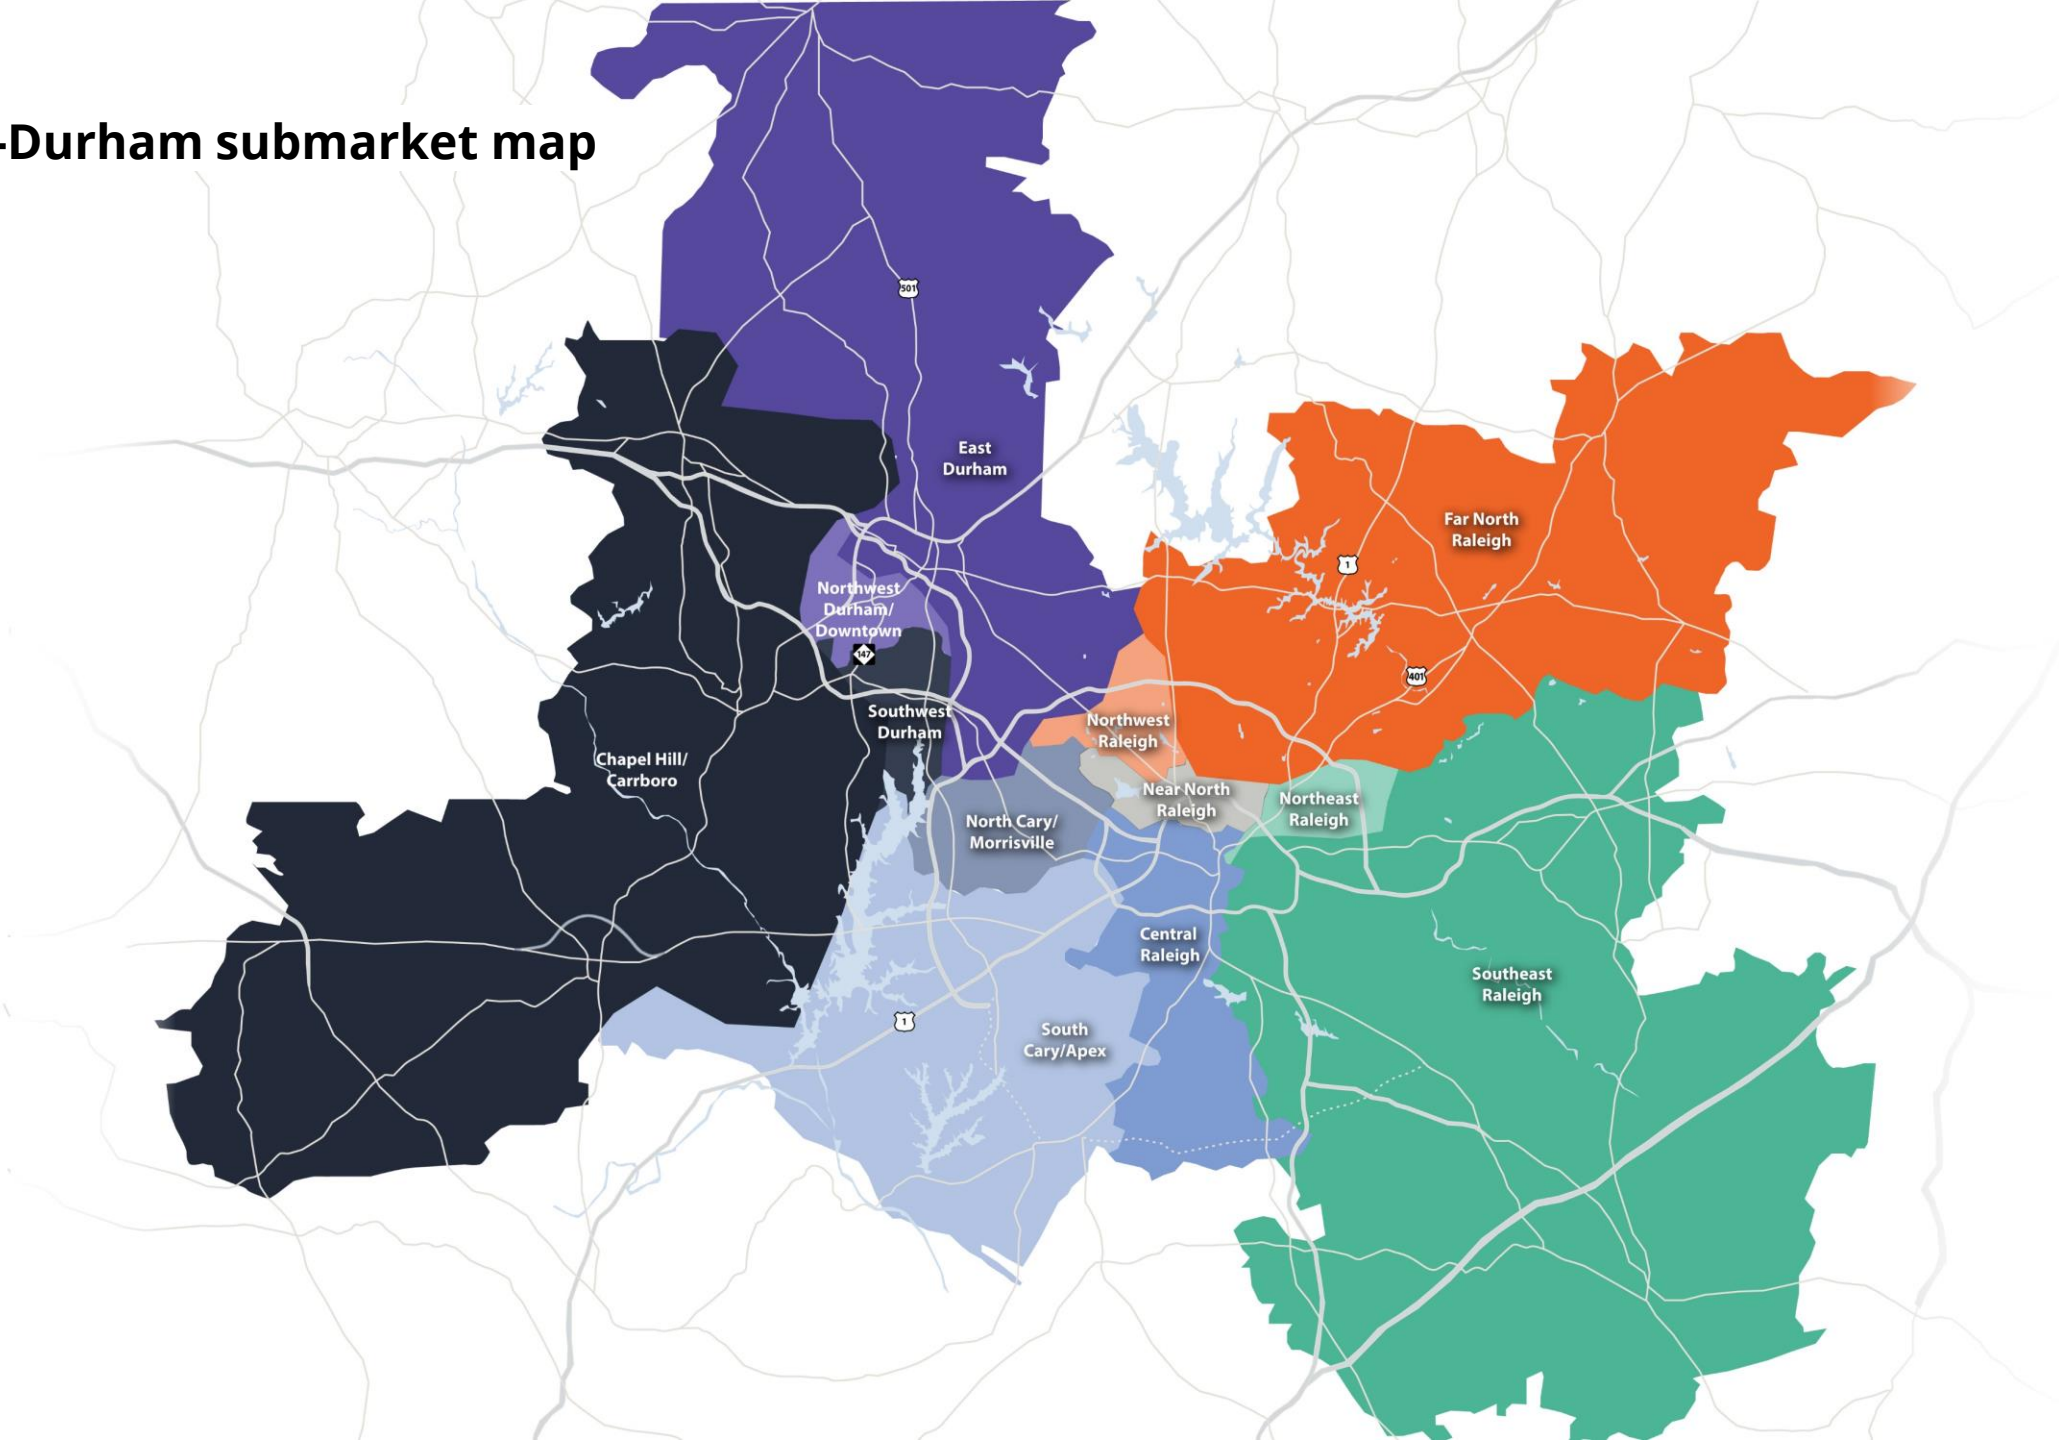 -Durham submarket map
501
East
Durham
Far North
Raleigh
1
Northwest
Durham/
Downtown
147
401
Southwest
Durham
Northwest
Raleigh
Chapel Hill/
Carrboro
Near North
Raleigh
Northeast
Raleigh
North Cary/
Morrisville
Central
Raleigh
Southeast
Raleigh
1
South
Cary/Apex